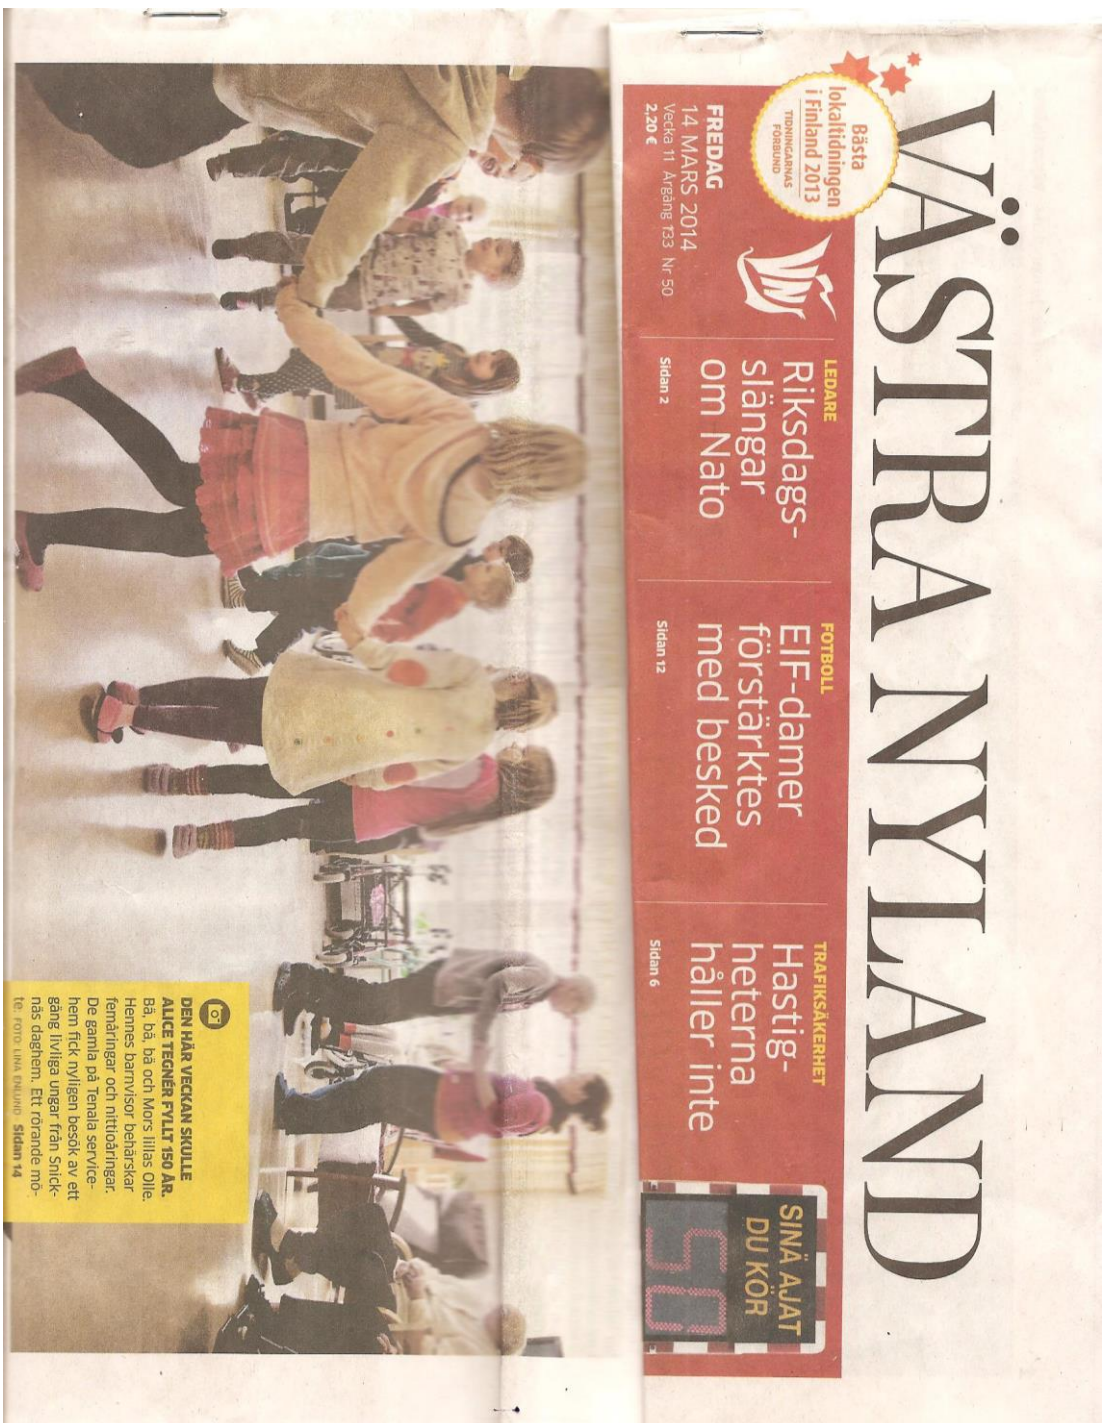 VÄSTRA NYLAND
Bästa
lokaltidningen
i Finland 2013
TIDNINGARNAS
FÖRBUND
FREDAG
14 MARS 2014
Vecka 11 Årgång 133 Nr 50
2,20 €
VN
LEDARE
Riksdags-
slängar
om Nato
Sidan 2
FOTBOLL
EIF-damer
förstärktes
med besked
Sidan 12
TRAFIKSÄKERHET
Hastig-
heterna
håller inte
Sidan 6
SINÄ AJAT
DU KÖR
50
DEN HÄR VECKAN SKULLE
ALICE TEGNÉR FYLLT 150 ÅR.
Bä, bä, bä och Mors lillas Olle.
Hennes barnvisor behärskar
femåringar och nittioåringar.
De gamla på Tenala service-
hem fick nyligen besök av ett
gäng livliga ungar från Snick-
näs daghem. Ett rörande mö-
te. FOTO: LINA ENLUND Sidan 14